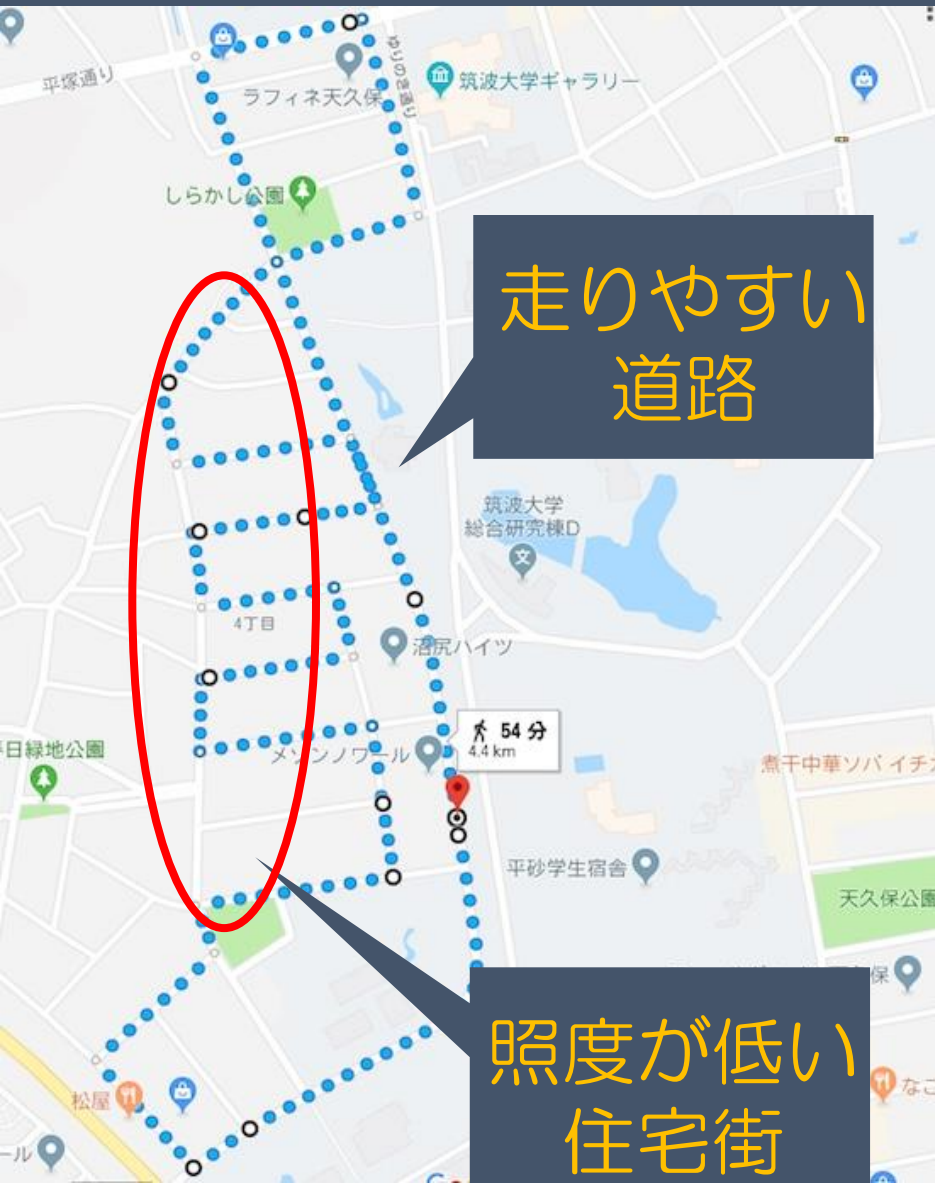 平塚通り
ラフィネ天久保
ゆりのき通り
筑波大学ギャラリー
しらかし公園
走りやすい
道路
筑波大学
総合研究棟D
4丁目
沼尻ハイツ
54 分
4.4 km
メゾンノワール
日緑地公園
煮干中華ソバ イチ
平砂学生宿舎
天久保公園
保
照度が低い
住宅街
松屋
なこ
ール